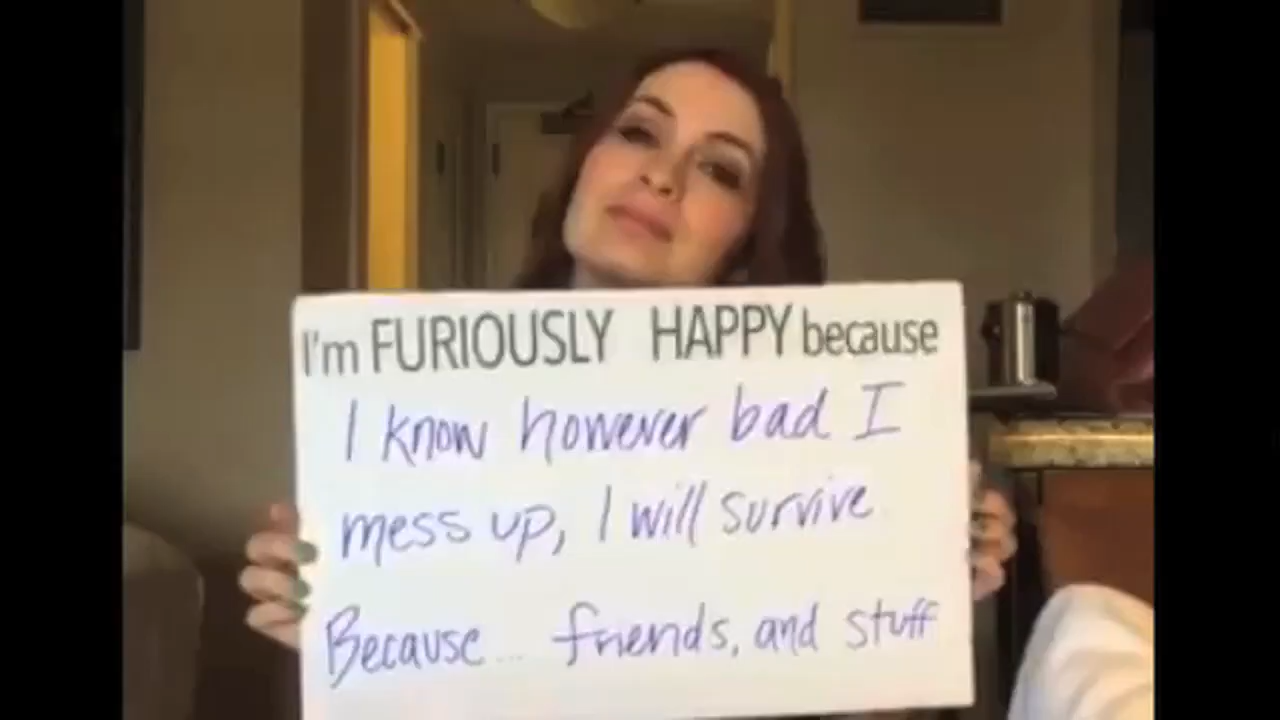 I'm FURIOUSLY HAPPY because
I know however bad I
mess up, I will survive.
Because... friends, and stuff